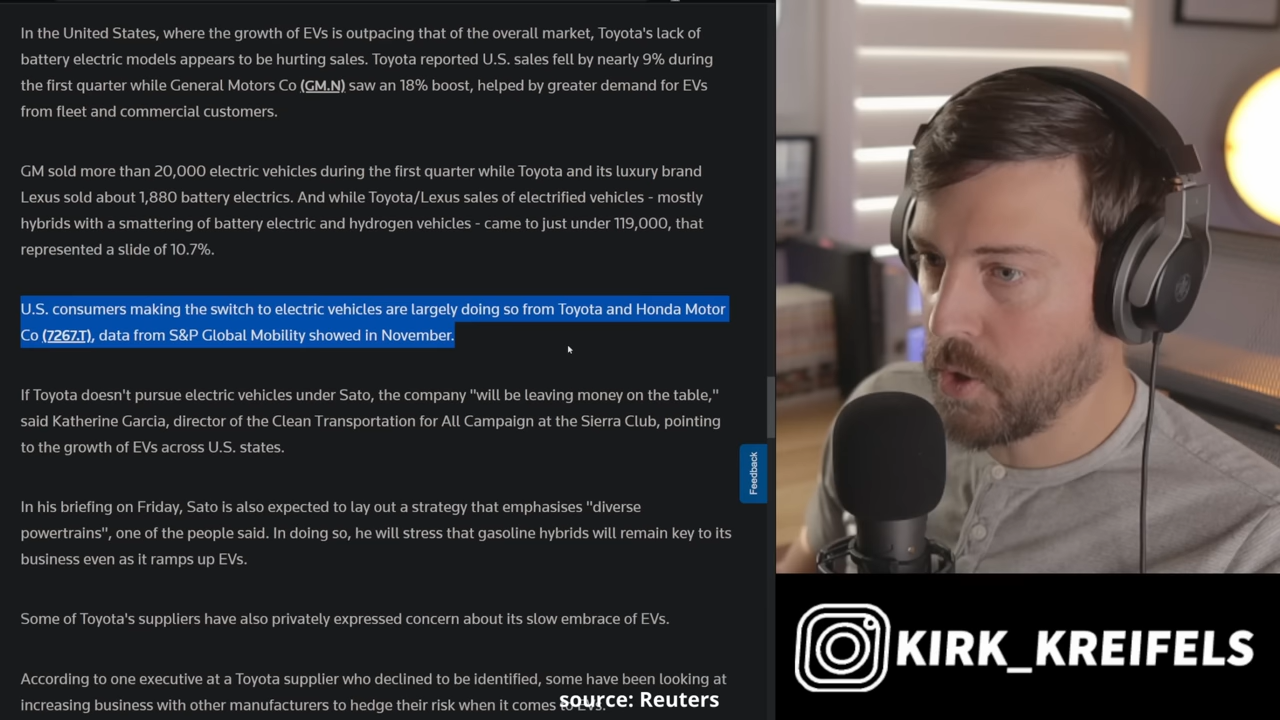 In the United States, where the growth of EVs is outpacing that of the overall market, Toyota's lack of
battery electric models appears to be hurting sales. Toyota reported U.S. sales fell by nearly 9% during
the first quarter while General Motors Co (GM.N) saw an 18% boost, helped by greater demand for EVs
from fleet and commercial customers.
GM sold more than 20,000 electric vehicles during the first quarter while Toyota and its luxury brand
Lexus sold about 1,880 battery electrics. And while Toyota/Lexus sales of electrified vehicles - mostly
hybrids with a smattering of battery electric and hydrogen vehicles - came to just under 119,000, that
represented a slide of 10.7%.
U.S. consumers making the switch to electric vehicles are largely doing so from Toyota and Honda Motor
Co (7267.T), data from S&P Global Mobility showed in November.
If Toyota doesn't pursue electric vehicles under Sato, the company "will be leaving money on the table,"
said Katherine Garcia, director of the Clean Transportation for All Campaign at the Sierra Club, pointing
to the growth of EVs across U.S. states.
In his briefing on Friday, Sato is also expected to lay out a strategy that emphasises "diverse
powertrains", one of the people said. In doing so, he will stress that gasoline hybrids will remain key to its
business even as it ramps up EVs.
Some of Toyota's suppliers have also privately expressed concern about its slow embrace of EVs.
According to one executive at a Toyota supplier who declined to be identified, some have been looking at
increasing business with other manufacturers to hedge their risk when it comes to EVs.
source: Reuters
Feedback
KIRK_KREIFELS